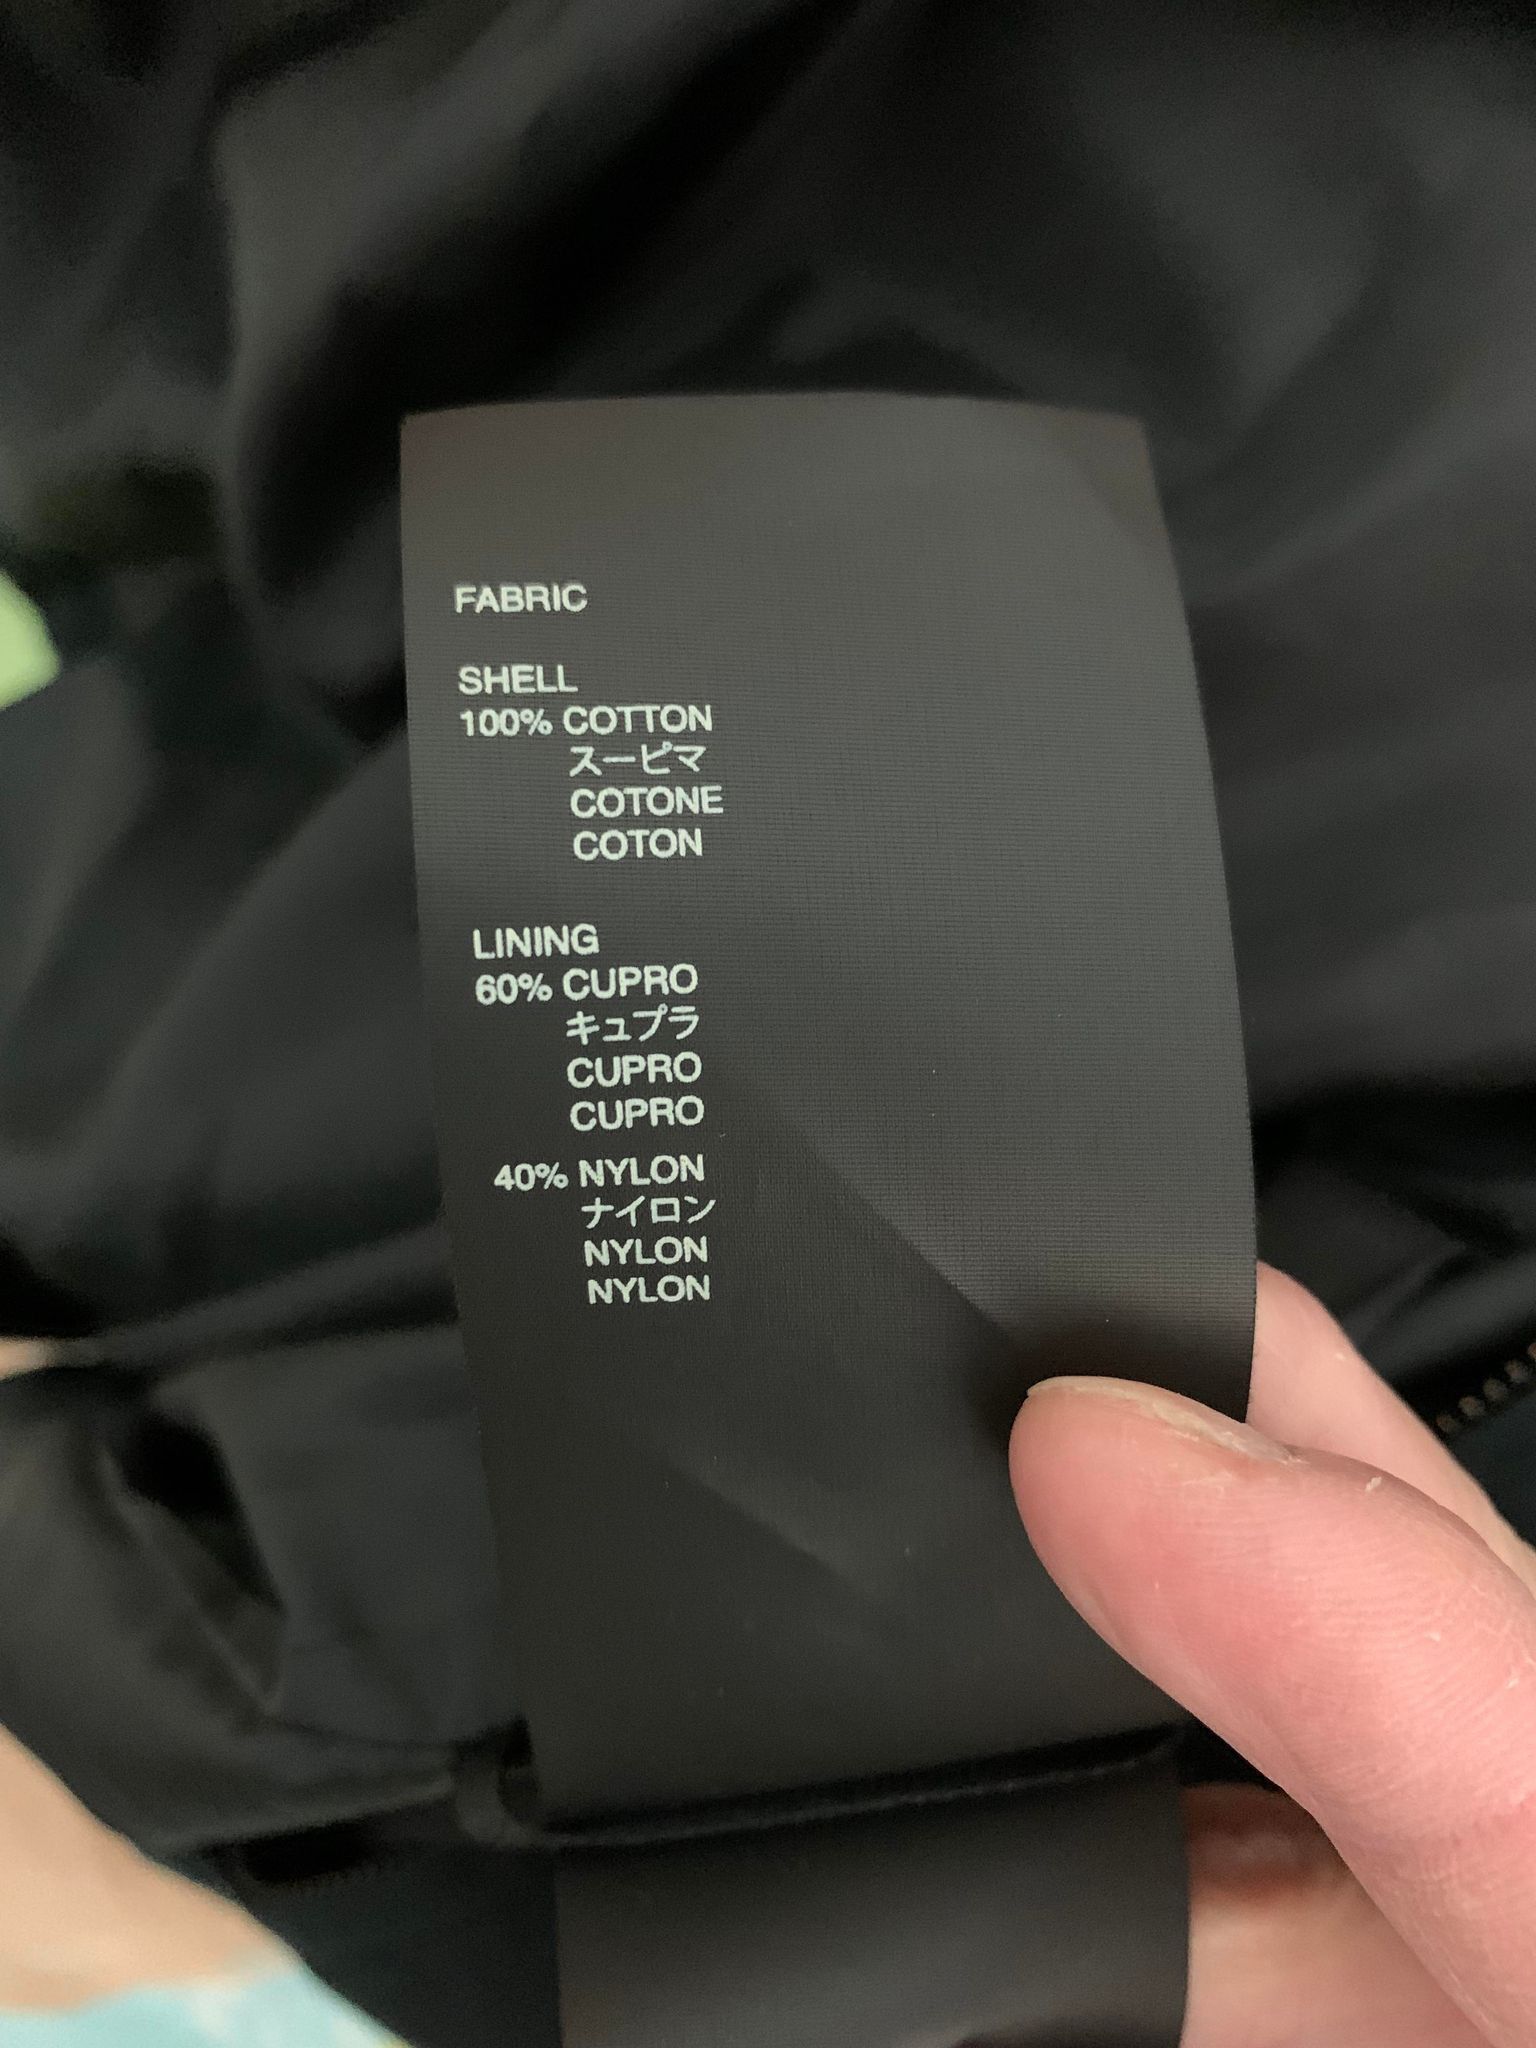 FABRIC
SHELL
100% COTTON
スーピマ
COTONE
COTON
LINING
60% CUPRO
キュプラ
CUPRO
CUPRO
40% NYLON
ナイロン
NYLON
NYLON